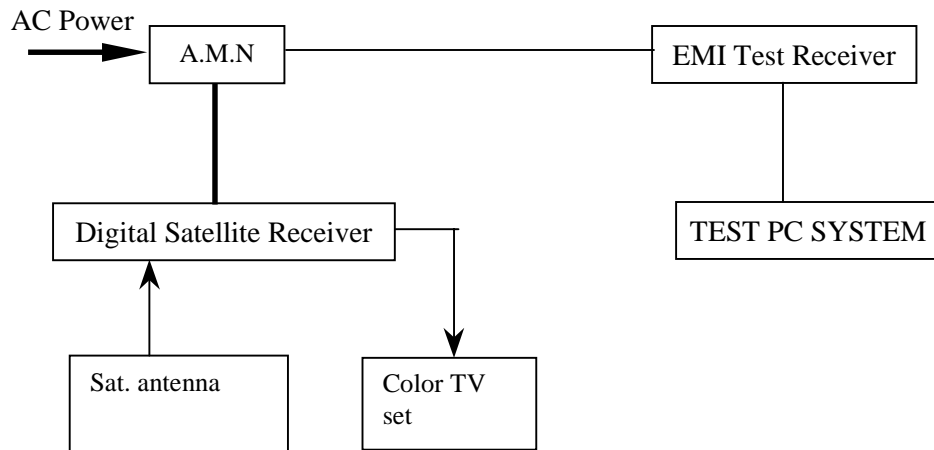 AC Power
A.M.N
EMI Test Receiver
Digital Satellite Receiver
TEST PC SYSTEM
Sat. antenna
Color TV
set